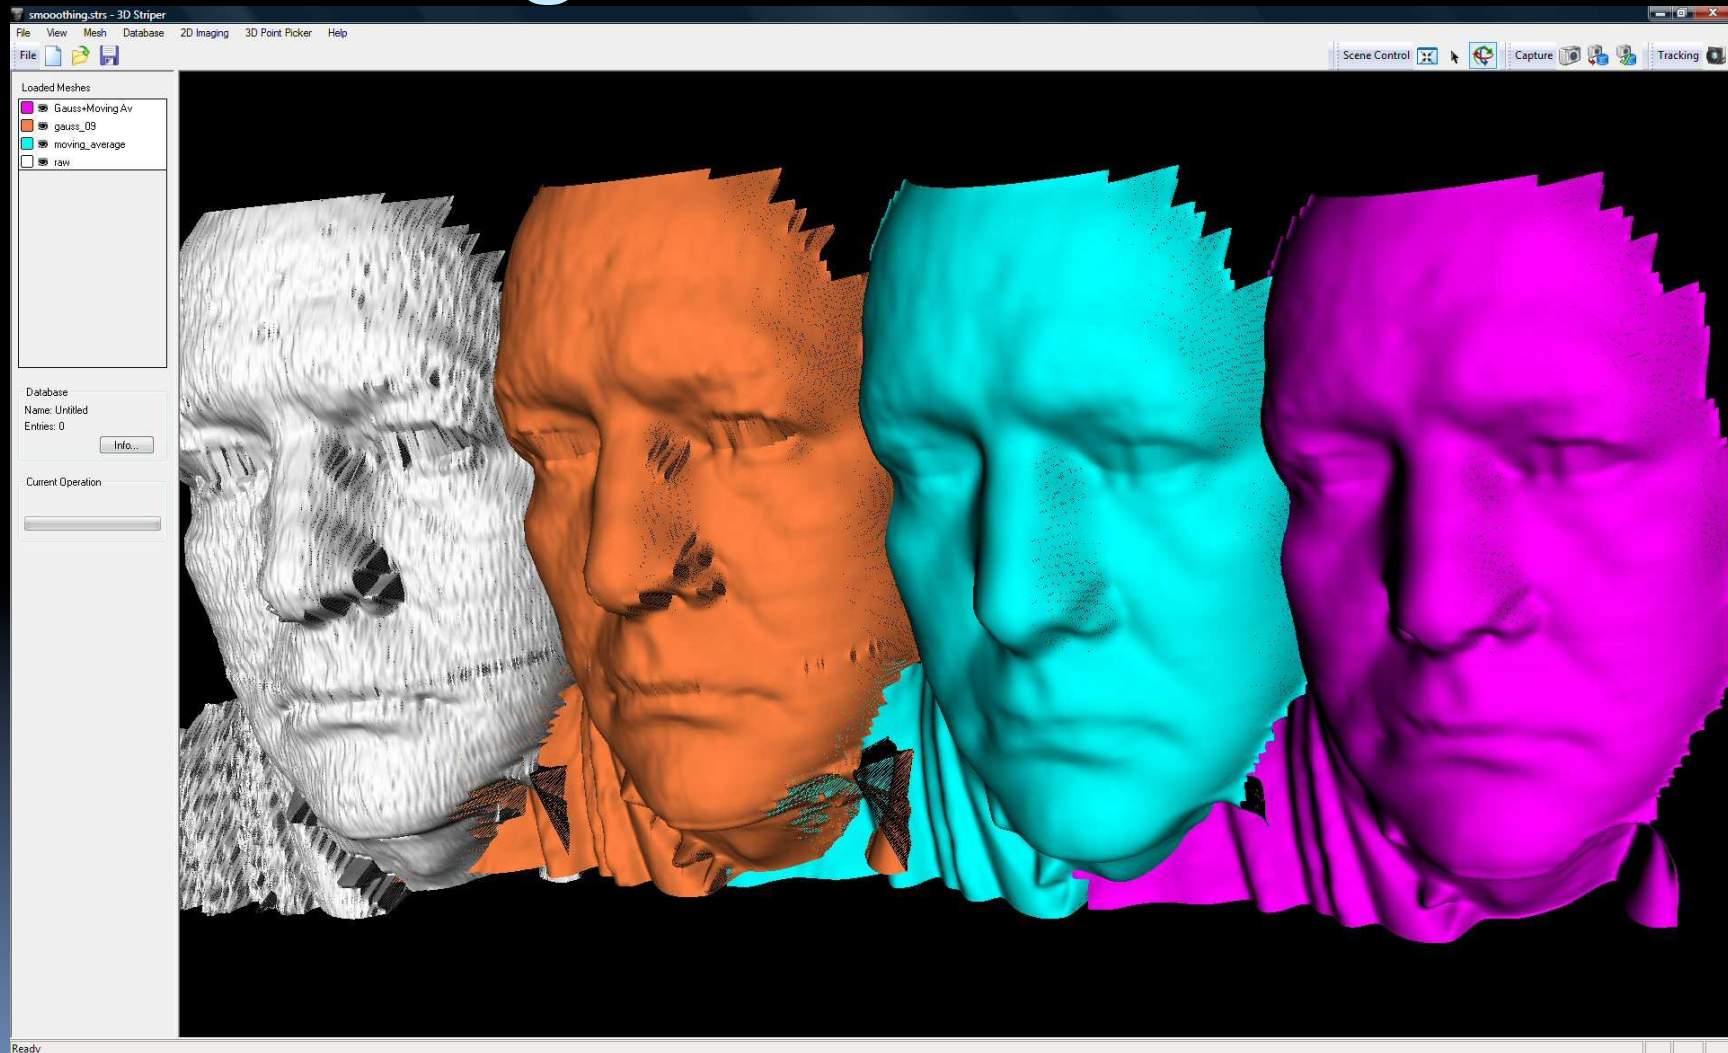 smooothing.strs - 3D Striper
File View Mesh Database 2D Imaging 3D Point Picker Help
File Scene Control Capture Tracking
Loaded Meshes
Gauss+Moving Av
gauss_09
moving_average
raw
Database
Name: Untitled
Entries: 0
Info...
Current Operation
Ready